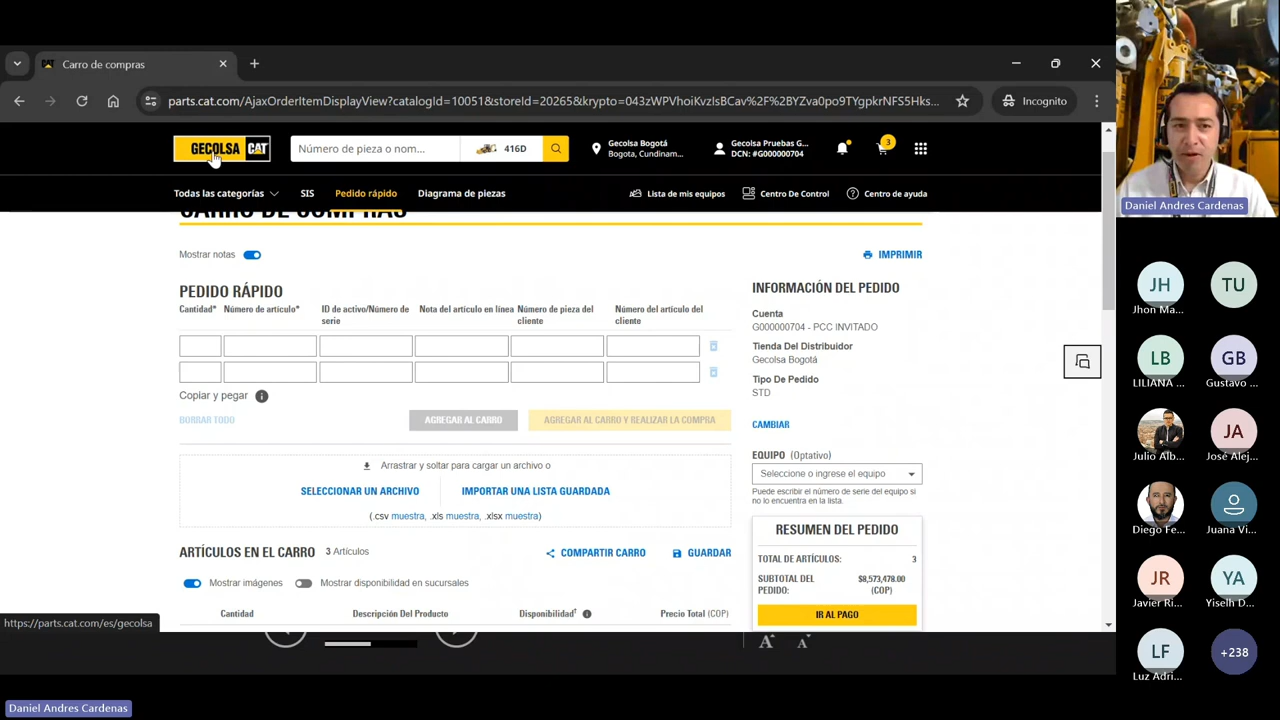 Carro de compras
parts.cat.com/AjaxOrderItemDisplayView?catalogId=10051&storeId=20265&krypto=043zWPVhoiKvzlsBCav%2F%2BYZva0po9TYgpkrNFS5Hks...
Incognito
GECOLSA CAT
Número de pieza o nom...
416D
Gecolsa Bogotá
Bogota, Cundinam...
Gecolsa Pruebas G...
DCN: #G000000704
3
Todas las categorías
SIS
Pedido rápido
Diagrama de piezas
Lista de mis equipos
Centro De Control
Centro de ayuda
CARRO DE COMPRAS
Mostrar notas
IMPRIMIR
PEDIDO RÁPIDO
Cantidad*
Número de artículo*
ID de activo/Número de serie
Nota del artículo en línea
Número de pieza del cliente
Número del artículo del cliente
Copiar y pegar
BORRAR TODO
AGREGAR AL CARRO
AGREGAR AL CARRO Y REALIZAR LA COMPRA
Arrastrar y soltar para cargar un archivo o
SELECCIONAR UN ARCHIVO
IMPORTAR UNA LISTA GUARDADA
(.csv muestra, .xls muestra, .xlsx muestra)
ARTÍCULOS EN EL CARRO 3 Artículos
COMPARTIR CARRO
GUARDAR
Mostrar imágenes
Mostrar disponibilidad en sucursales
Cantidad
Descripción Del Producto
Disponibilidad†
Precio Total (COP)
INFORMACIÓN DEL PEDIDO
Cuenta
G000000704 - PCC INVITADO
Tienda Del Distribuidor
Gecolsa Bogotá
Tipo De Pedido
STD
CAMBIAR
EQUIPO (Optativo)
Seleccione o ingrese el equipo
Puede escribir el número de serie del equipo si
no lo encuentra en la lista.
RESUMEN DEL PEDIDO
TOTAL DE ARTÍCULOS: 3
SUBTOTAL DEL PEDIDO: $8,573,478.00 (COP)
IR AL PAGO
https://parts.cat.com/es/gecolsa
A A
Daniel Andres Cardenas
Daniel Andres Cardenas
JH
Jhon Ma...
TU
LB
LILIANA ...
GB
Gustavo ...
Julio Alb...
JA
José Alej...
Diego Fe...
Juana Vi...
JR
Javier Ri...
YA
Yiselh D...
LF
Luz Adri...
+238